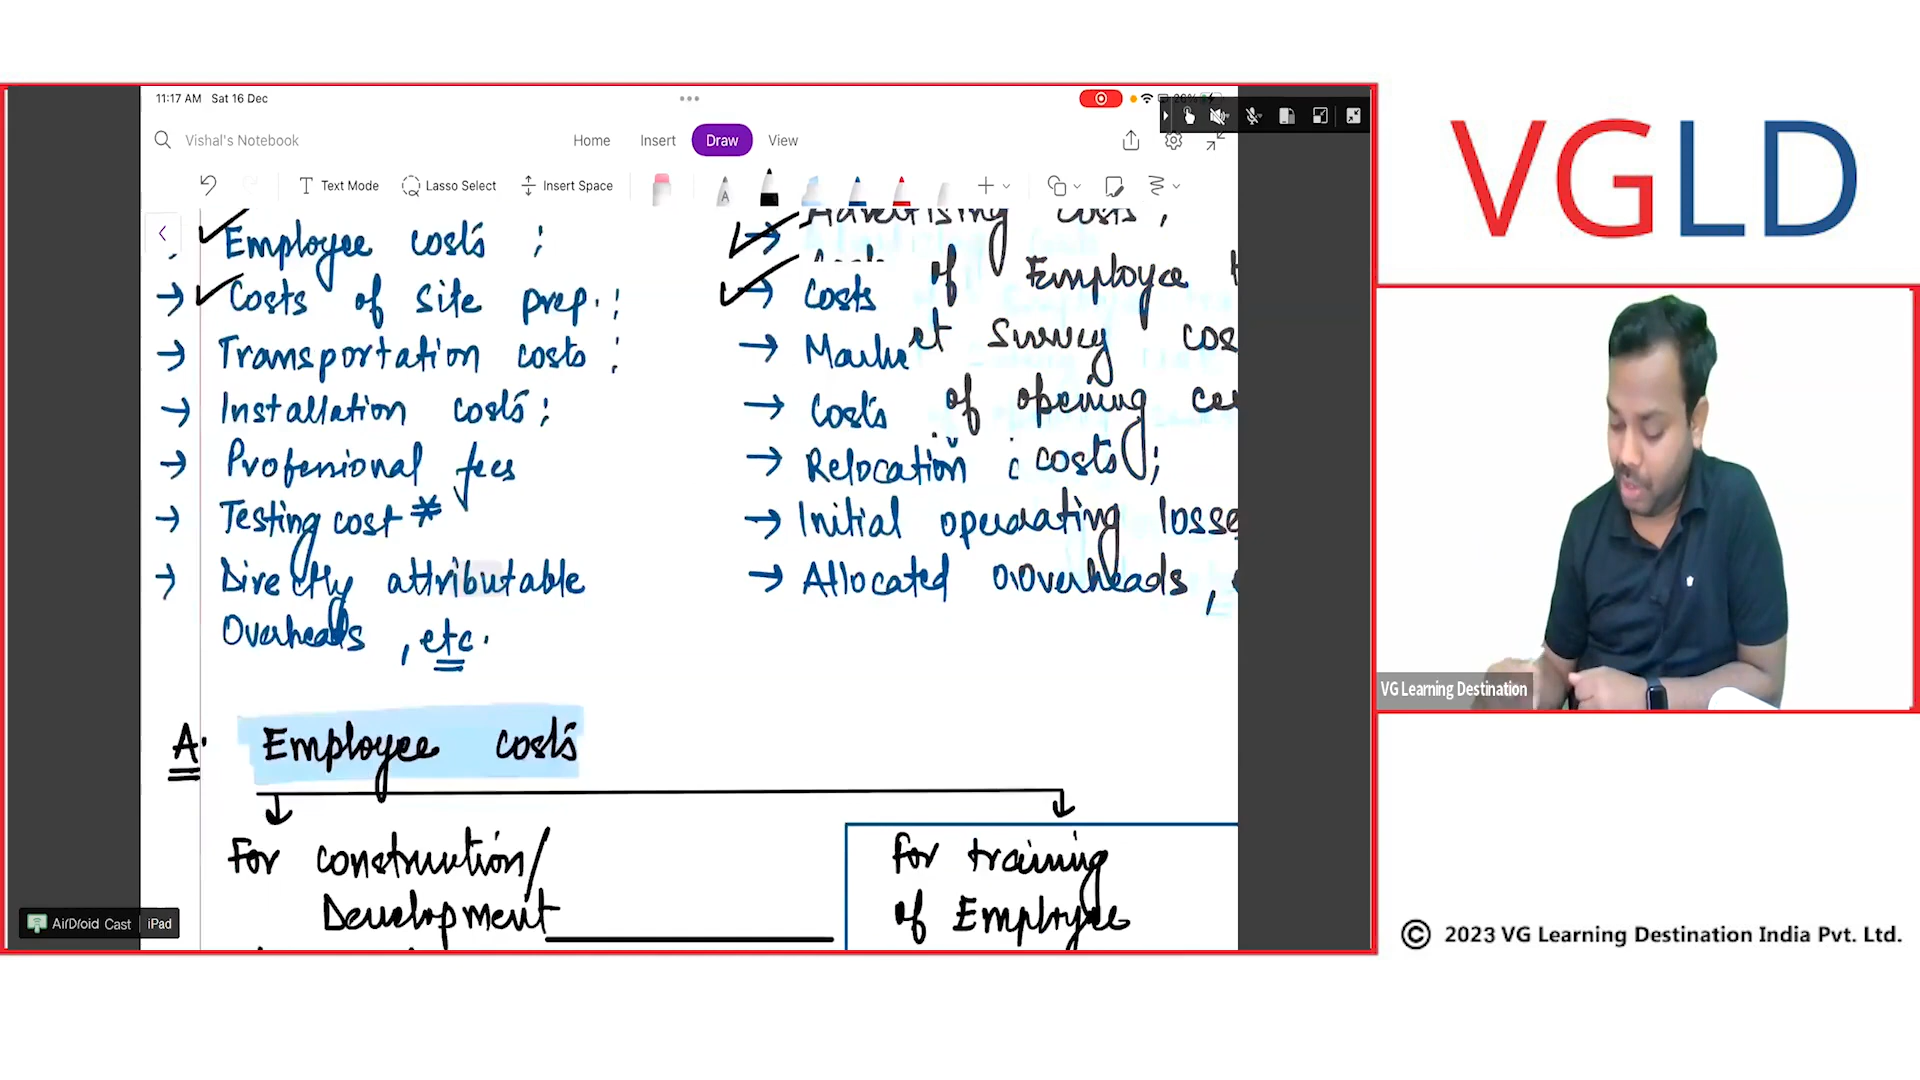 11:17 AM Sat 16 Dec
26%
Vishal's Notebook
Home Insert Draw View
Text Mode Lasso Select Insert Space
Employee costs ;
→ Costs of site prep. ;
→ Transportation costs ;
→ Installation costs ;
→ Professional fees
→ Testing cost *
→ Directly attributable
Overheads , etc.
→ Advertising costs ;
→ Costs of Employee
→ Market Survey cos
→ Costs of opening
→ Relocation costs ;
→ Initial operating losse
→ Allocated Overheads ,
A. Employee costs
For construction/
Development
For training
of Employee
AirDroid Cast iPad
VGLD
VG Learning Destination
© 2023 VG Learning Destination India Pvt. Ltd.